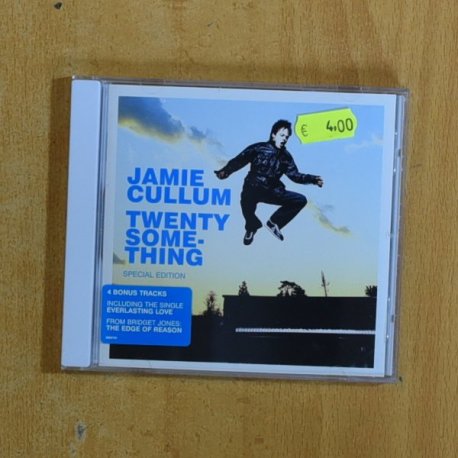 € 4.00
JAMIE
CULLUM
TWENTY
SOME-
THING
SPECIAL EDITION
4 BONUS TRACKS
INCLUDING THE SINGLE
EVERLASTING LOVE
FROM BRIDGET JONES:
THE EDGE OF REASON